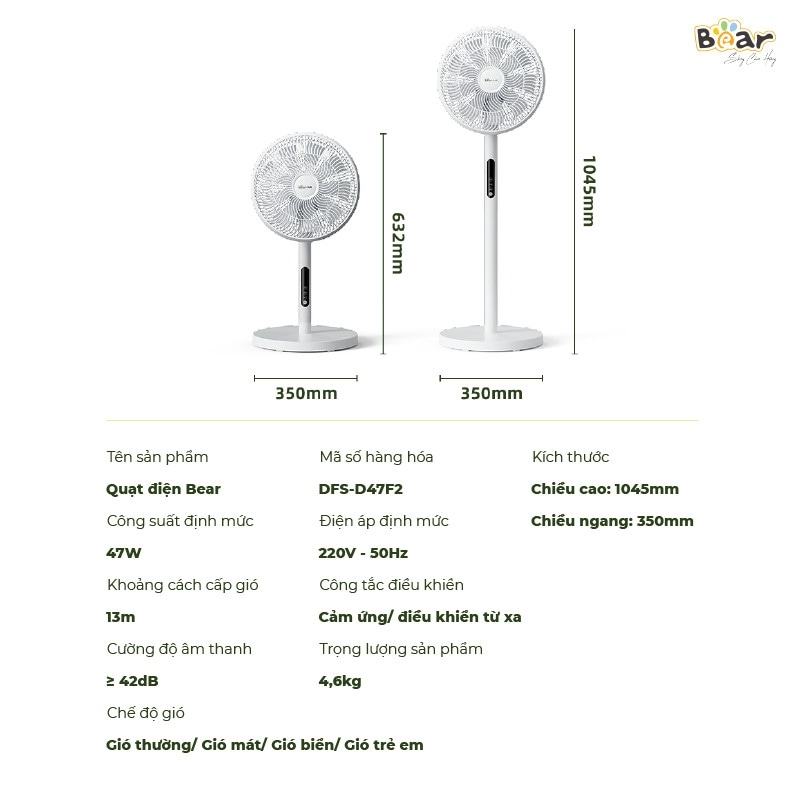 Bear
632mm
1045mm
350mm
350mm
Tên sản phẩm
Quạt điện Bear
Công suất định mức
47W
Khoảng cách cấp gió
13m
Cường độ âm thanh
≥ 42dB
Chế độ gió
Gió thường/ Gió mát/ Gió biển/ Gió trẻ em
Mã số hàng hóa
DFS-D47F2
Điện áp định mức
220V - 50Hz
Công tắc điều khiển
Cảm ứng/ điều khiển từ xa
Trọng lượng sản phẩm
4,6kg
Kích thước
Chiều cao: 1045mm
Chiều ngang: 350mm